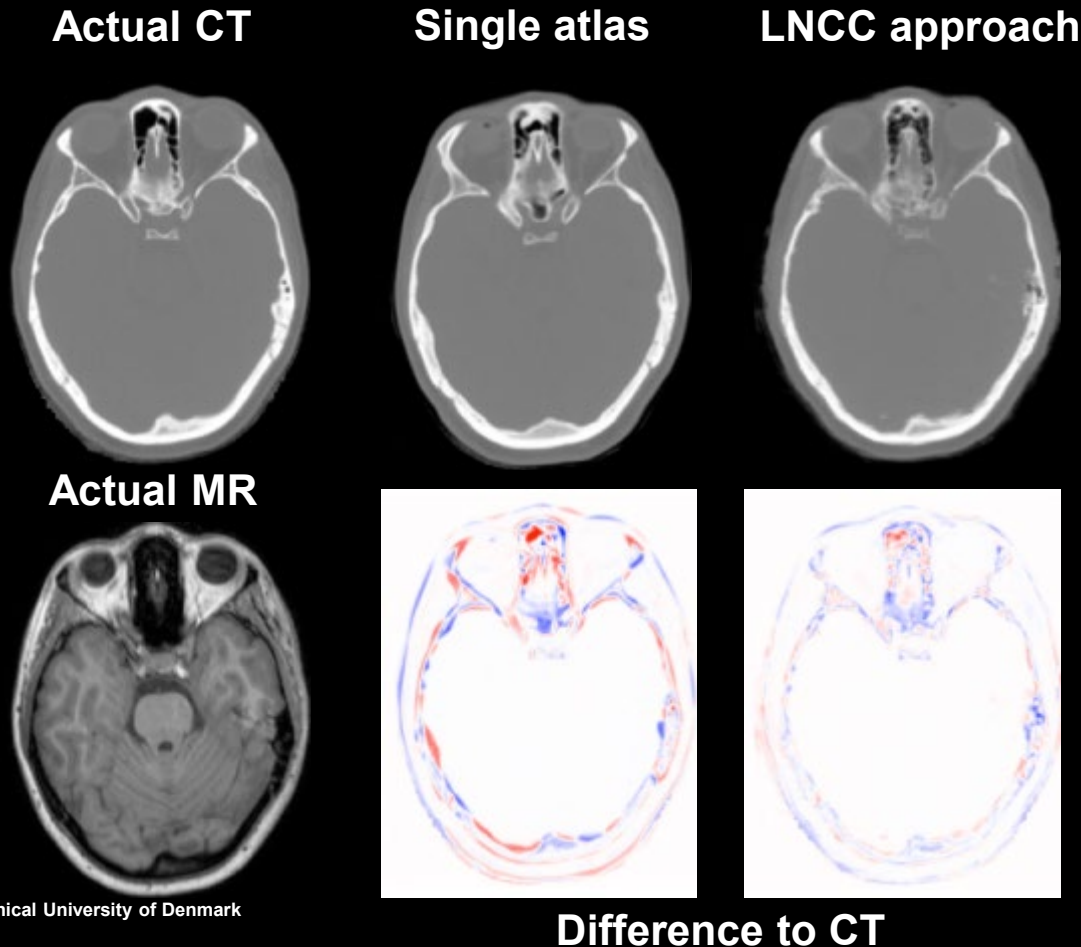 Actual CT
Single atlas
LNCC approach
Actual MR
nical University of Denmark
Difference to CT